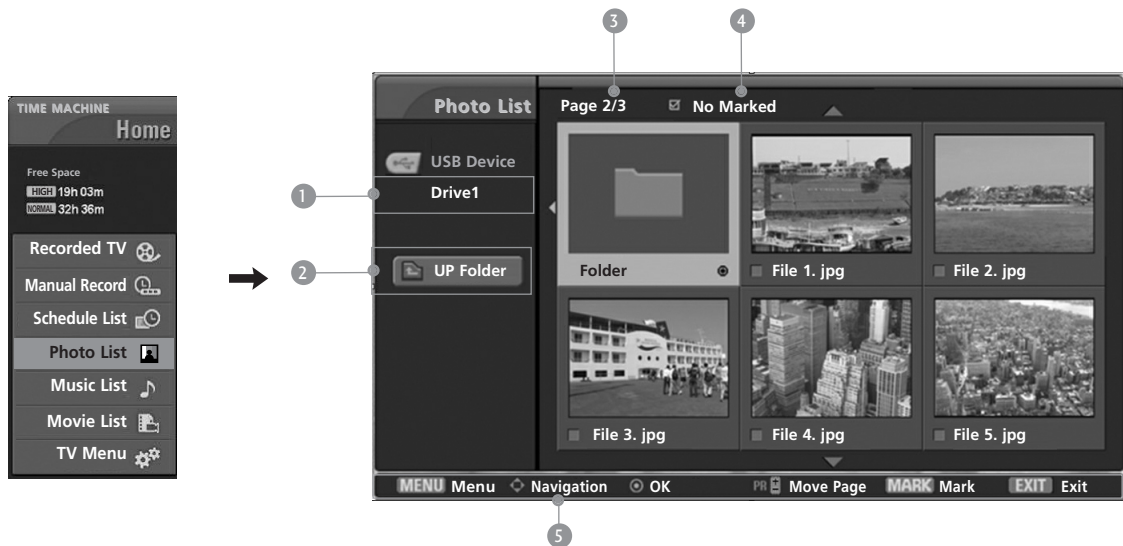 TIME MACHINE
Home
Free Space
HIGH 19h 03m
NORMAL 32h 36m
Recorded TV
Manual Record
Schedule List
Photo List
Music List
Movie List
TV Menu
3
4
Photo List
Page 2/3
No Marked
USB Device
1
Drive1
2
UP Folder
Folder
File 1. jpg
File 2. jpg
File 3. jpg
File 4. jpg
File 5. jpg
MENU Menu
Navigation
OK
PR Move Page
MARK Mark
EXIT Exit
5